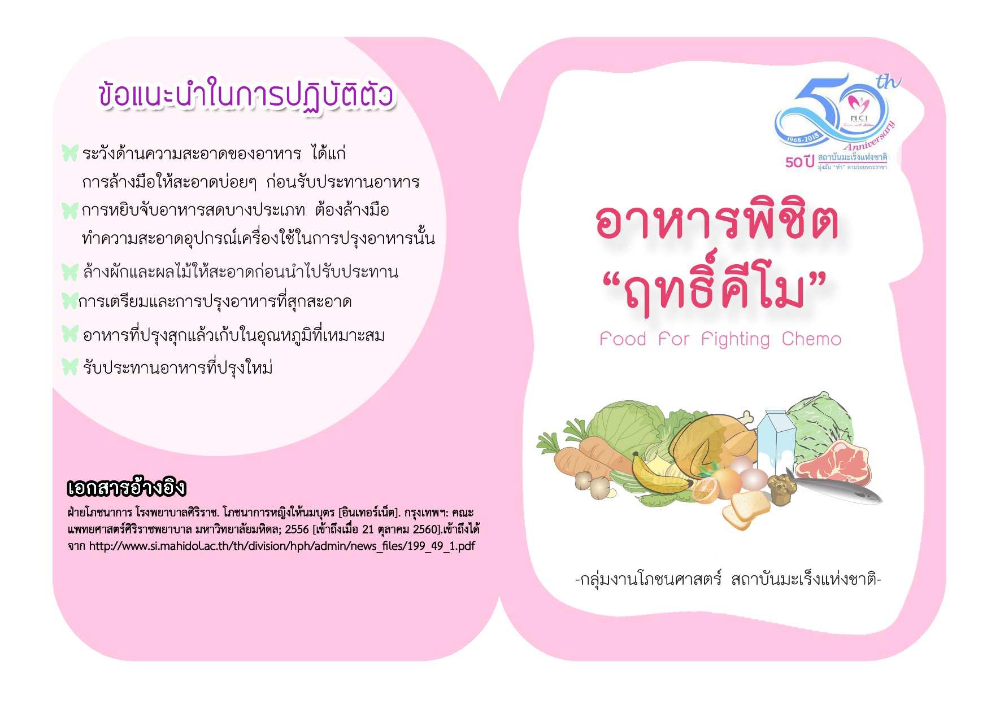 ข้อแนะนำในการปฏิบัติตัว
ระวังด้านความสะอาดของอาหาร ได้แก่
การล้างมือให้สะอาดบ่อยๆ ก่อนรับประทานอาหาร
การหยิบจับอาหารสดบางประเภท ต้องล้างมือ
ทำความสะอาดอุปกรณ์เครื่องใช้ในการปรุงอาหารนั้น
ล้างผักและผลไม้ให้สะอาดก่อนนำไปรับประทาน
การเตรียมและการปรุงอาหารที่สุกสะอาด
อาหารที่ปรุงสุกแล้วเก้บในอุณหภูมิที่เหมาะสม
รับประทานอาหารที่ปรุงใหม่
เอกสารอ้างอิง
ฝ่ายโภชนาการ โรงพยาบาลศิริราช. โภชนาการหญิงให้นมบุตร [อินเทอร์เน็ต]. กรุงเทพฯ: คณะ
แพทยศาสตร์ศิริราชพยาบาล มหาวิทยาลัยมหิดล; 2556 [เข้าถึงเมื่อ 21 ตุลาคม 2560].เข้าถึงได้
จาก http://www.si.mahidol.ac.th/th/division/hph/admin/news_files/199_49_1.pdf
50th
NCI
1968-2018
Anniversary
50 ปี สถาบันมะเร็งแห่งชาติ
มุ่งมั่น "ทำ" ตามรอยพระราชา
อาหารพิชิต
“ฤทธิ์คีโม”
Food For Fighting Chemo
-กลุ่มงานโภชนศาสตร์ สถาบันมะเร็งแห่งชาติ-